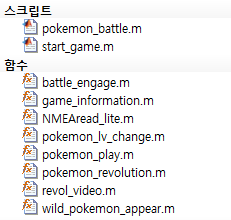 스크립트
pokemon_battle.m
start_game.m
함수
battle_engage.m
game_information.m
NMEAread_lite.m
pokemon_lv_change.m
pokemon_play.m
pokemon_revolution.m
revol_video.m
wild_pokemon_appear.m